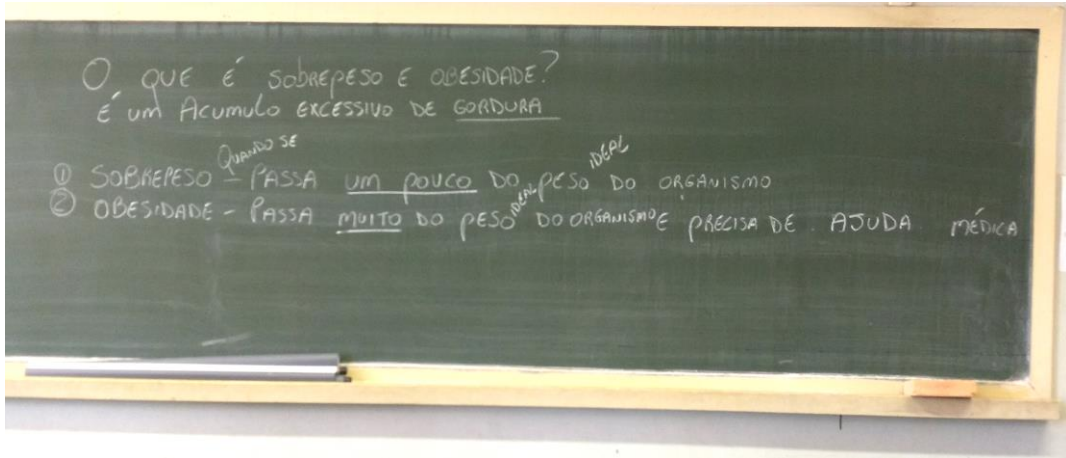 O QUE É SOBREPESO E OBESIDADE?
É UM ACUMULO EXCESSIVO DE GORDURA
① SOBREPESO - QUANDO SE PASSA UM POUCO DO PESO IDEAL DO ORGANISMO
② OBESIDADE - PASSA MUITO DO PESO IDEAL DO ORGANISMO E PRECISA DE AJUDA MÉDICA